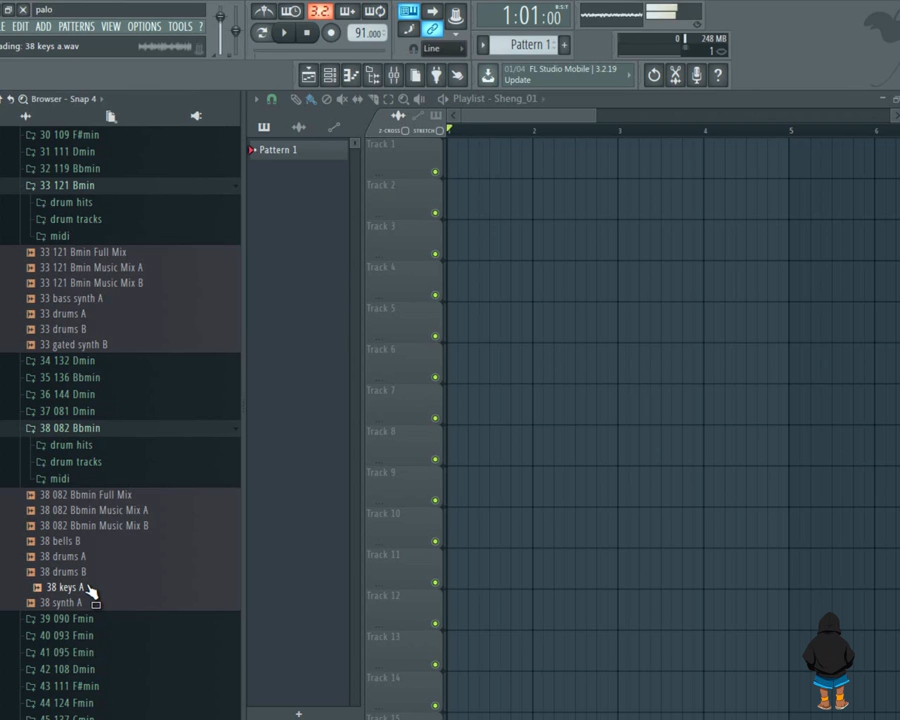 palo
EDIT ADD PATTERNS VIEW OPTIONS TOOLS ?
ading: 38 keys a.wav
3.2
91.000
Line
1:01:00
B:S:T
Pattern 1
0 248 MB
1
01/04 FL Studio Mobile | 3.2.19
Update
Browser - Snap 4
Playlist - Sheng_01
Z-CROSS STRETCH
1 2 3 4 5 6
Pattern 1
30 109 F#min
31 111 Dmin
32 119 Bbmin
33 121 Bmin
drum hits
drum tracks
midi
33 121 Bmin Full Mix
33 121 Bmin Music Mix A
33 121 Bmin Music Mix B
33 bass synth A
33 drums A
33 drums B
33 gated synth B
34 132 Dmin
35 136 Bbmin
36 144 Dmin
37 081 Dmin
38 082 Bbmin
drum hits
drum tracks
midi
38 082 Bbmin Full Mix
38 082 Bbmin Music Mix A
38 082 Bbmin Music Mix B
38 bells B
38 drums A
38 drums B
38 keys A
38 synth A
39 090 Fmin
40 093 Fmin
41 095 Emin
42 108 Dmin
43 111 F#min
44 124 Fmin
Track 1
Track 2
Track 3
Track 4
Track 5
Track 6
Track 7
Track 8
Track 9
Track 10
Track 11
Track 12
Track 13
Track 14